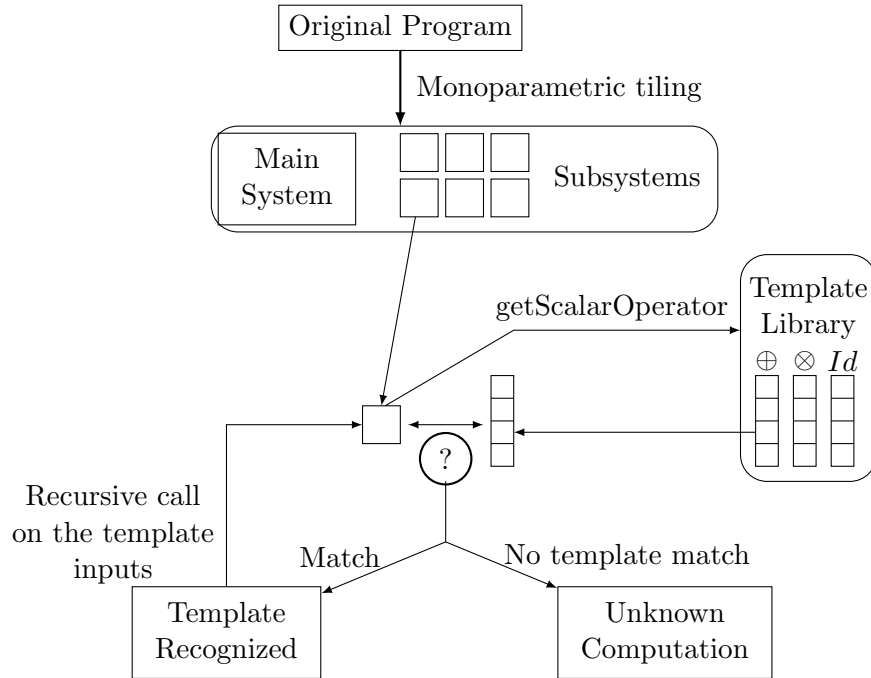 Original Program
Monoparametric tiling
Main
System
Subsystems
getScalarOperator
Template
Library
⊕ ⊗ Id
?
Recursive call
on the template
inputs
Match
No template match
Template
Recognized
Unknown
Computation